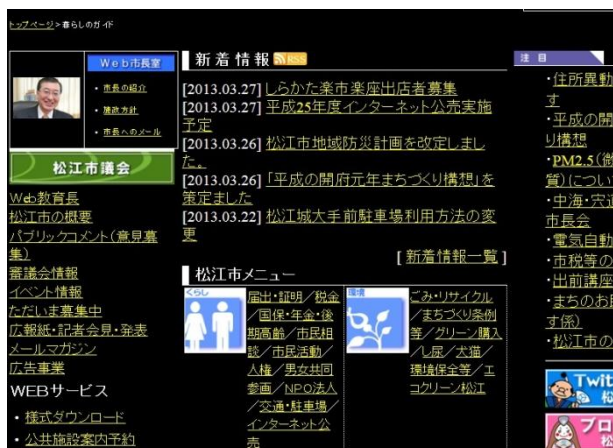 トップページ>暮らしのガイド
Web市長室
・市長の紹介
・施政方針
・市長へのメール
松江市議会
Web教育長
松江市の概要
パブリックコメント(意見募
集)
審議会情報
イベント情報
ただいま募集中
広報紙・記者会見・発表
メールマガジン
広告事業
WEBサービス
・様式ダウンロード
・公共施設案内予約
新着情報 RSS
[2013.03.27] しらかた楽市楽座出店者募集
[2013.03.27] 平成25年度インターネット公売実施
予定
[2013.03.26] 松江市地域防災計画を改定しまし
た。
[2013.03.26] 「平成の開府元年まちづくり構想」を
策定ました
[2013.03.22] 松江城大手前駐車場利用方法の変
更
[ 新着情報一覧 ]
松江市メニュー
くらし
届出・証明/税金
/国保・年金・後
期高齢/市民相
談/市民活動/
人権/男女共同
参画/NPO法人
/交通・駐車場/
インターネット公
売
環境
ごみ・リサイクル
/まちづくり条例
等/グリーン購入
/し尿/犬猫/
環境保全等/エ
コクリーン松江
注目
・住所異動
す
・平成の開
り構想
・PM2.5(微
質)につい
・中海・宍道
市長会
・電気自動
・市税等の
・出前講座
・まちのお
す係)
・松江市の
Twit
松
ブロ